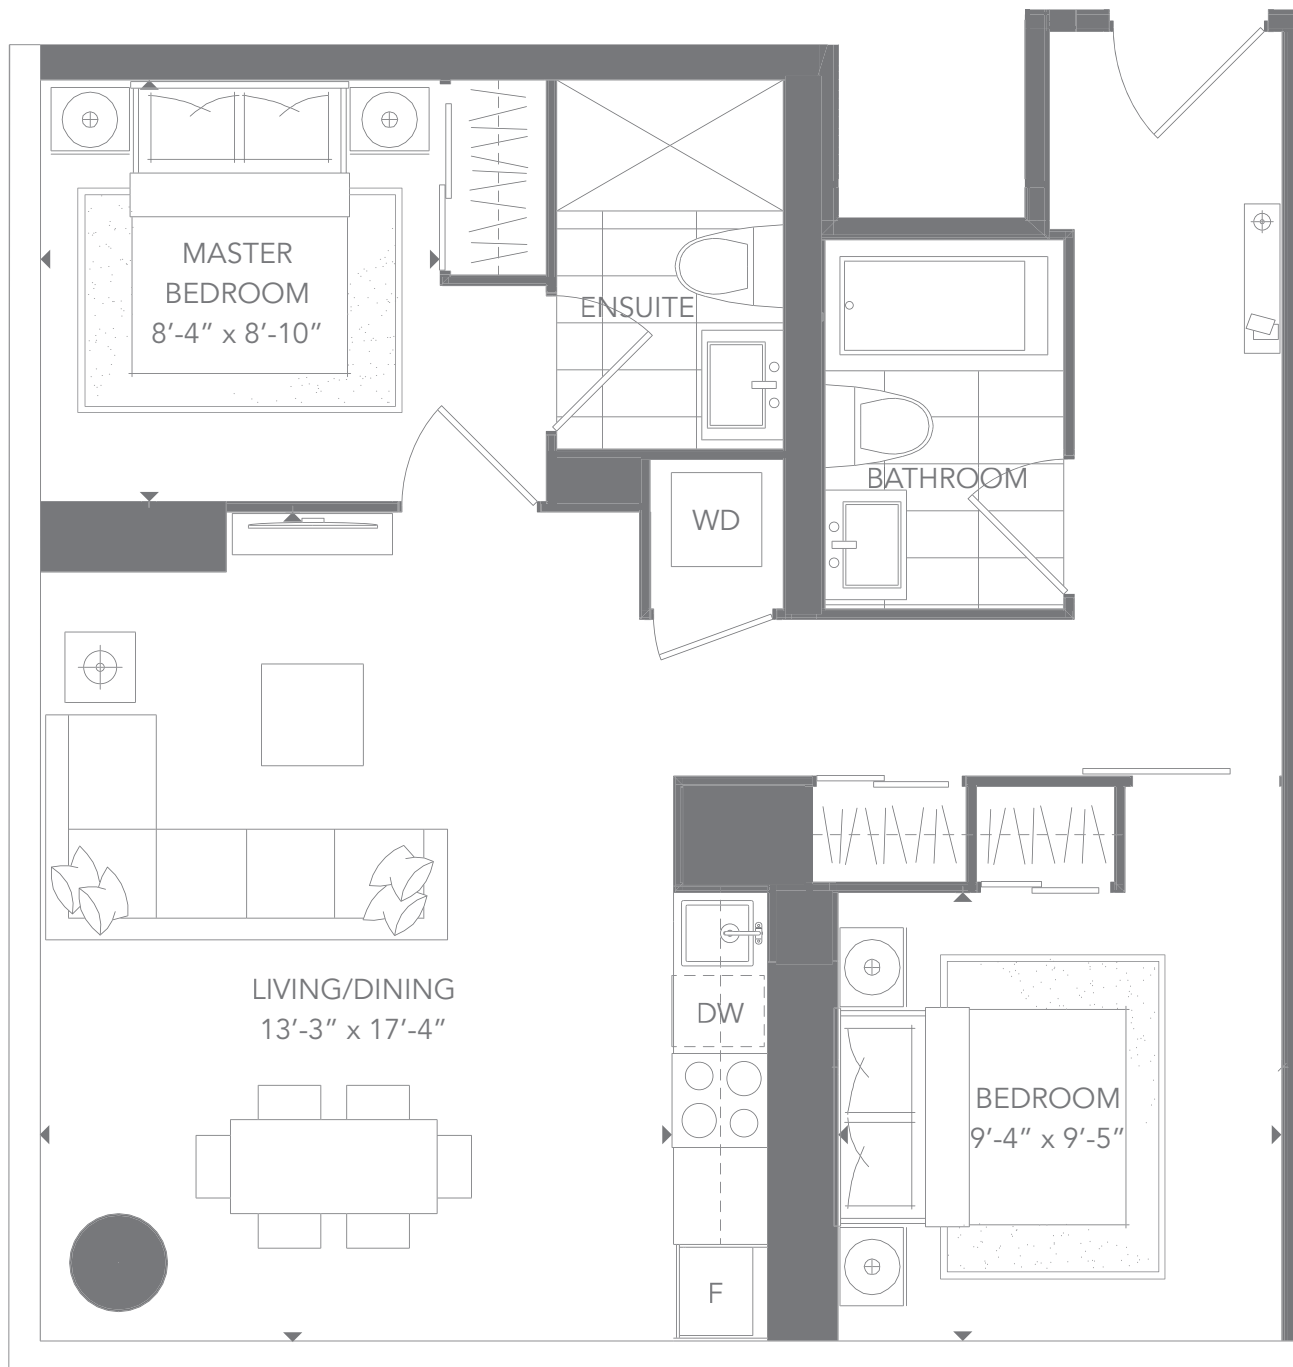 MASTER
BEDROOM
8’-4” x 8’-10”
ENSUITE
BATHROOM
WD
LIVING/DINING
13’-3” x 17’-4”
DW
BEDROOM
9’-4” x 9’-5”
F